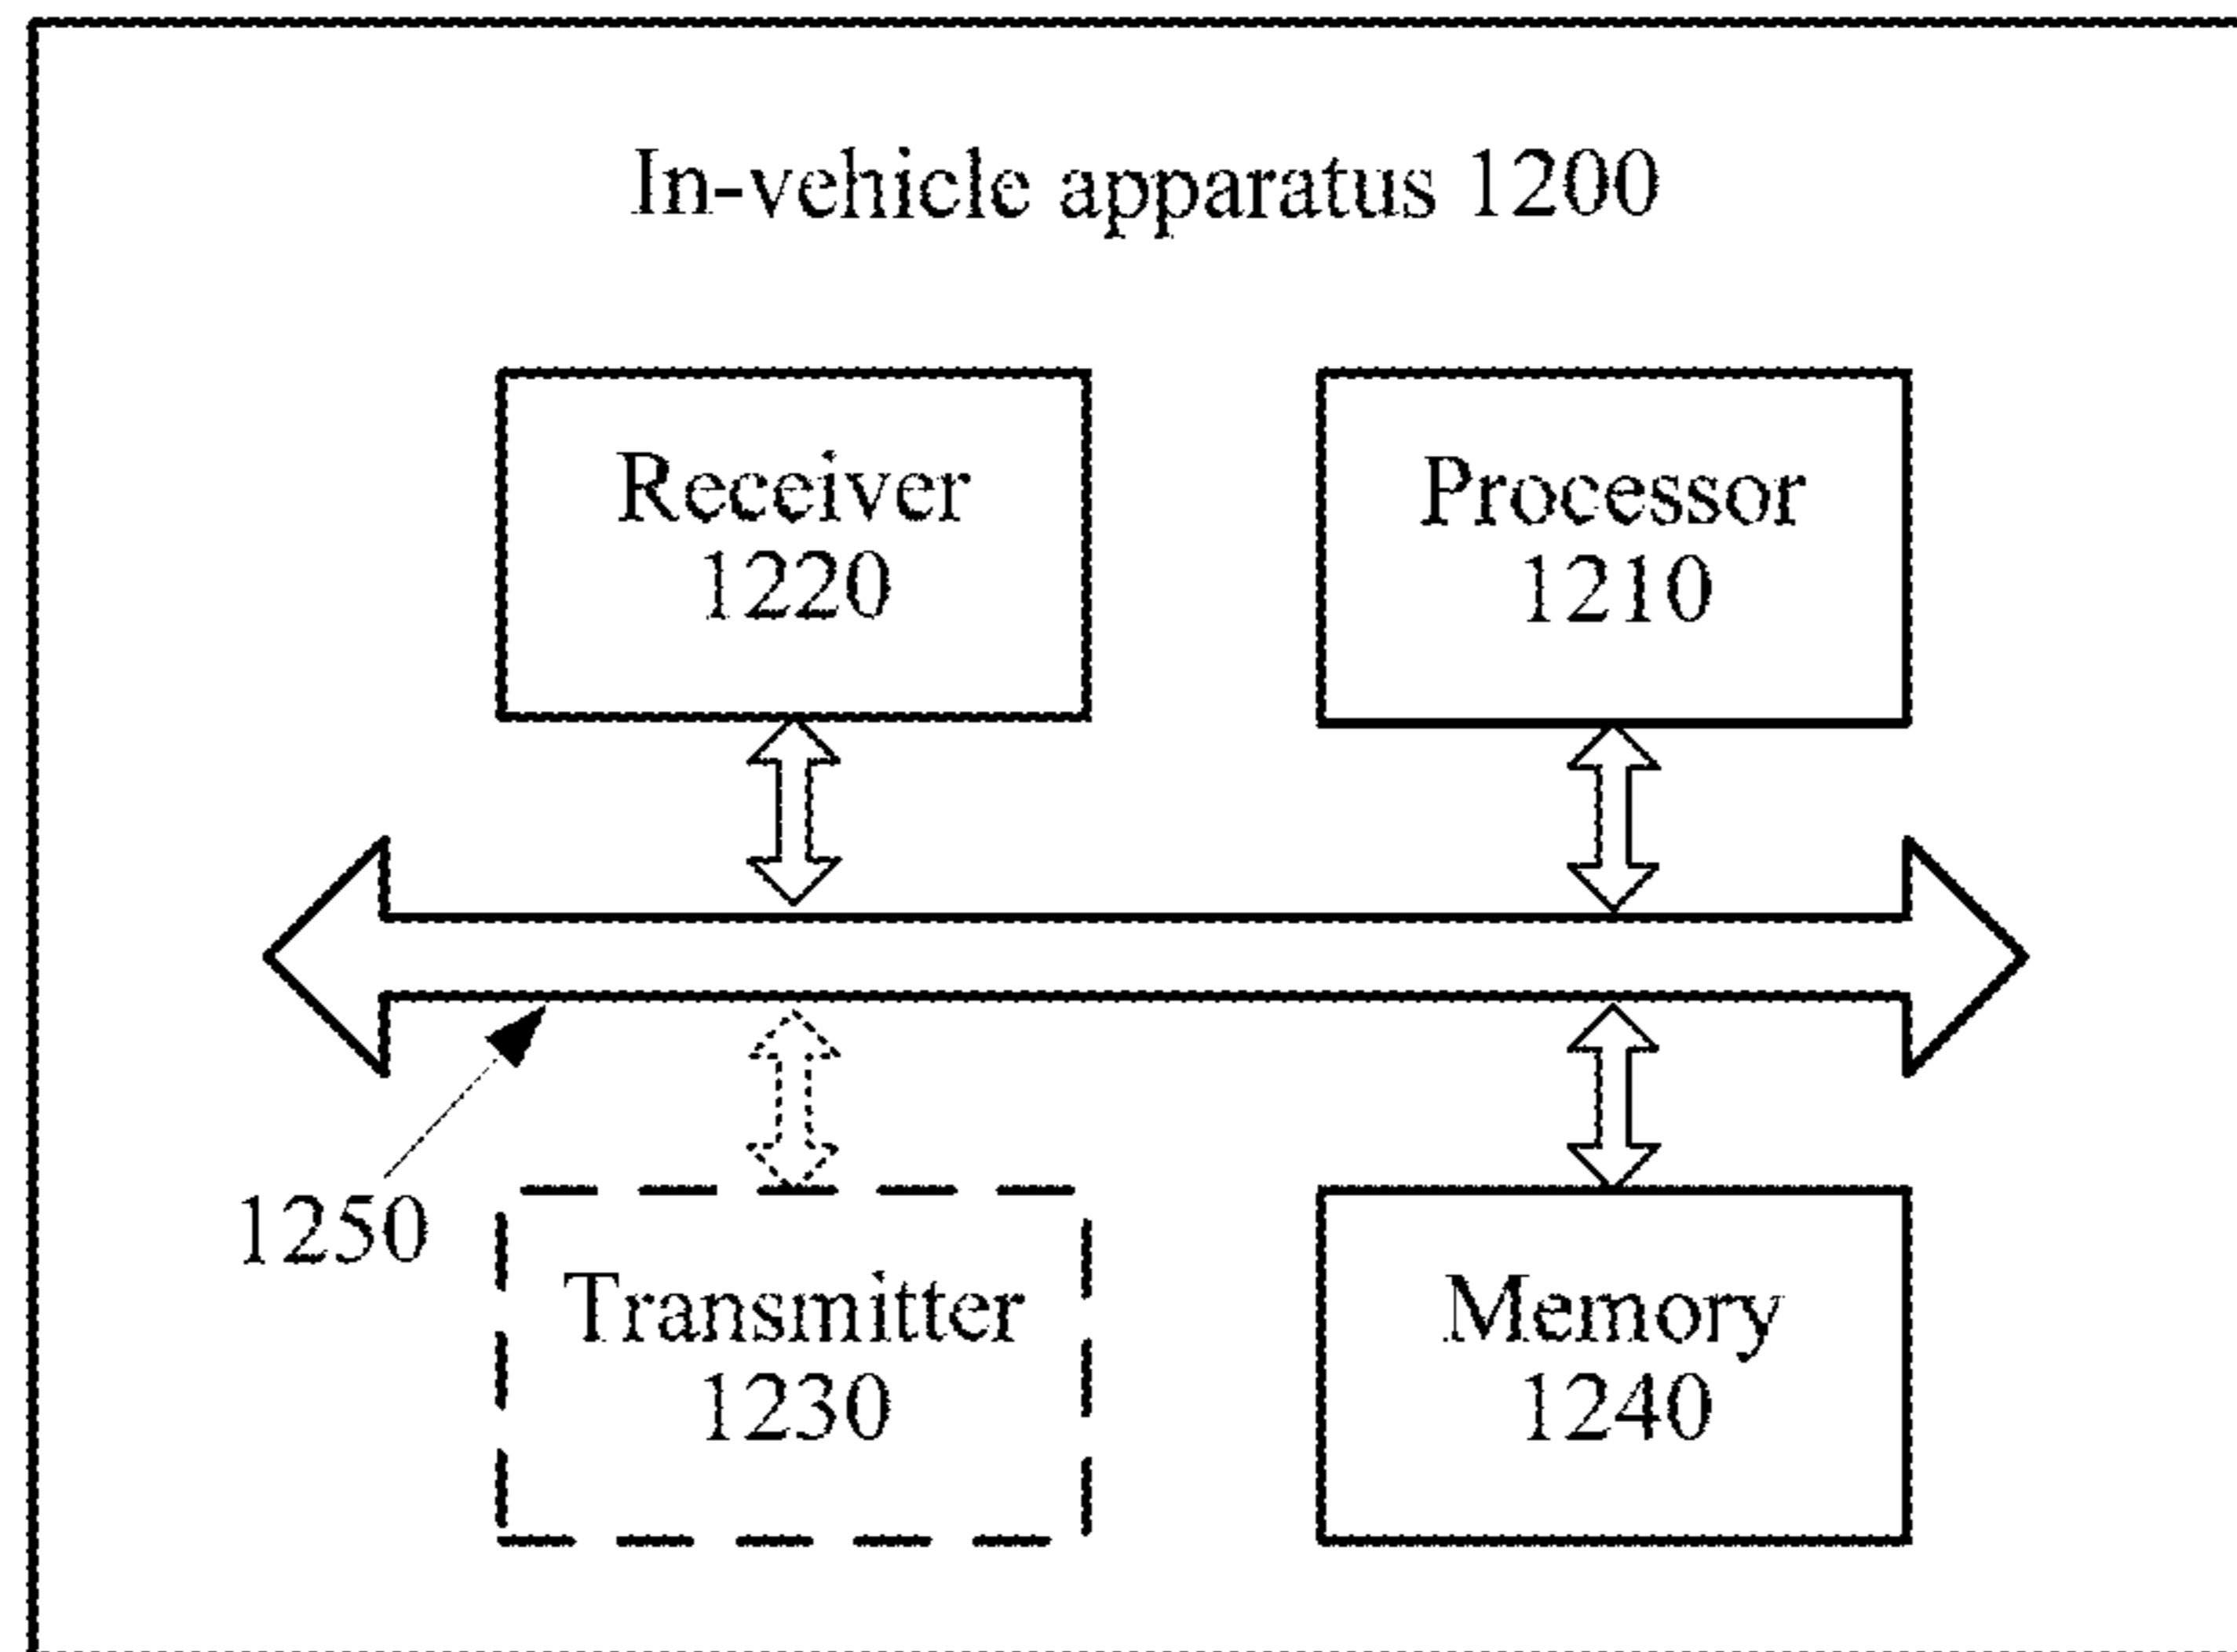 In-vehicle apparatus 1200
Receiver
1220
Processor
1210
1250
Transmitter
1230
Memory
1240